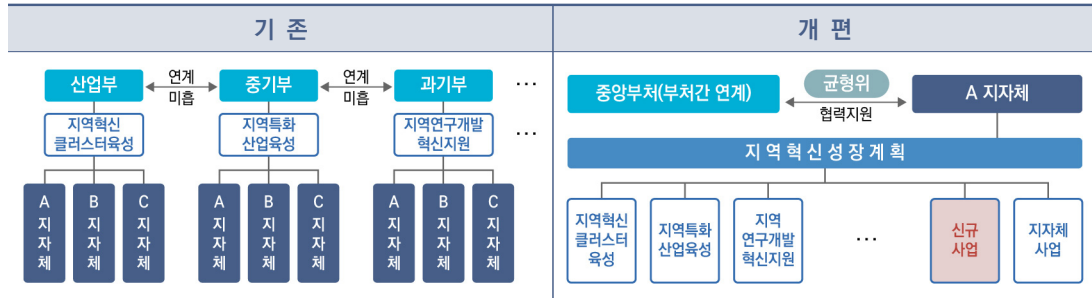 기 존
산업부
연계
미흡
중기부
연계
미흡
과기부
...
지역혁신
클러스터육성
지역특화
산업육성
지역연구개발
혁신지원
...
A 지자체
B 지자체
C 지자체
A 지자체
B 지자체
C 지자체
A 지자체
B 지자체
C 지자체
개 편
중앙부처(부처간 연계)
균형위
협력지원
A 지자체
지역혁신성장계획
지역혁신
클러스터
육성
지역특화
산업육성
지역
연구개발
혁신지원
...
신규
사업
지자체
사업